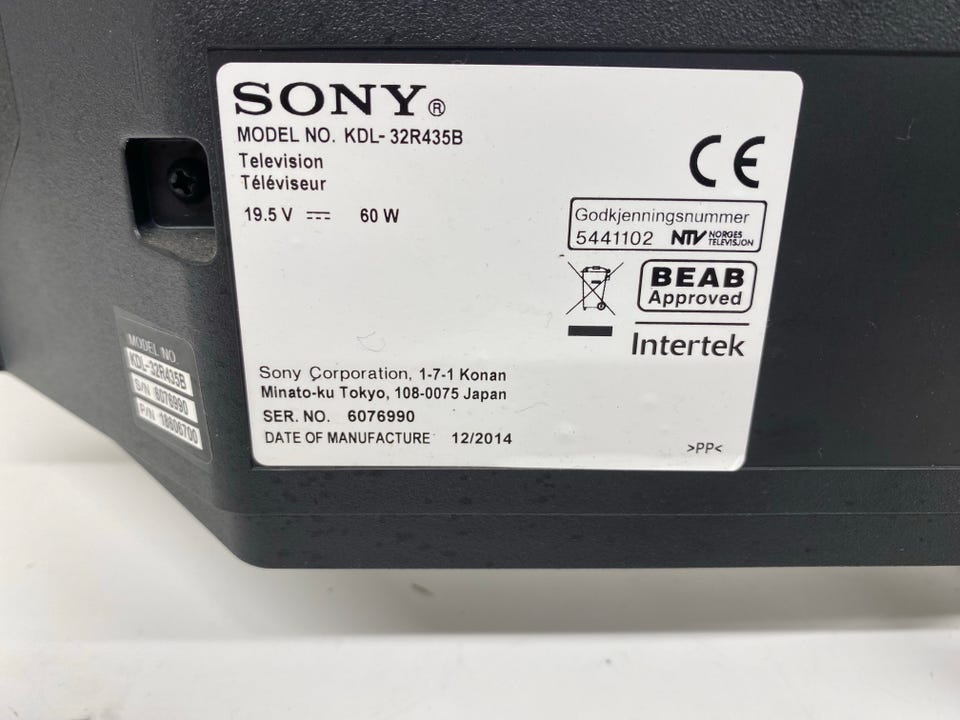 SONY®
MODEL NO. KDL-32R435B
Television
Téléviseur
19.5 V 60 W
CE
Godkjenningsnummer
5441102 NTV NORGES TELEVISJON
BEAB
Approved
Intertek
Sony Corporation, 1-7-1 Konan
Minato-ku Tokyo, 108-0075 Japan
SER. NO. 6076990
DATE OF MANUFACTURE 12/2014
>PP<
MODEL NO.
KDL-32R435B
S/N 6076990
P/N 18606700